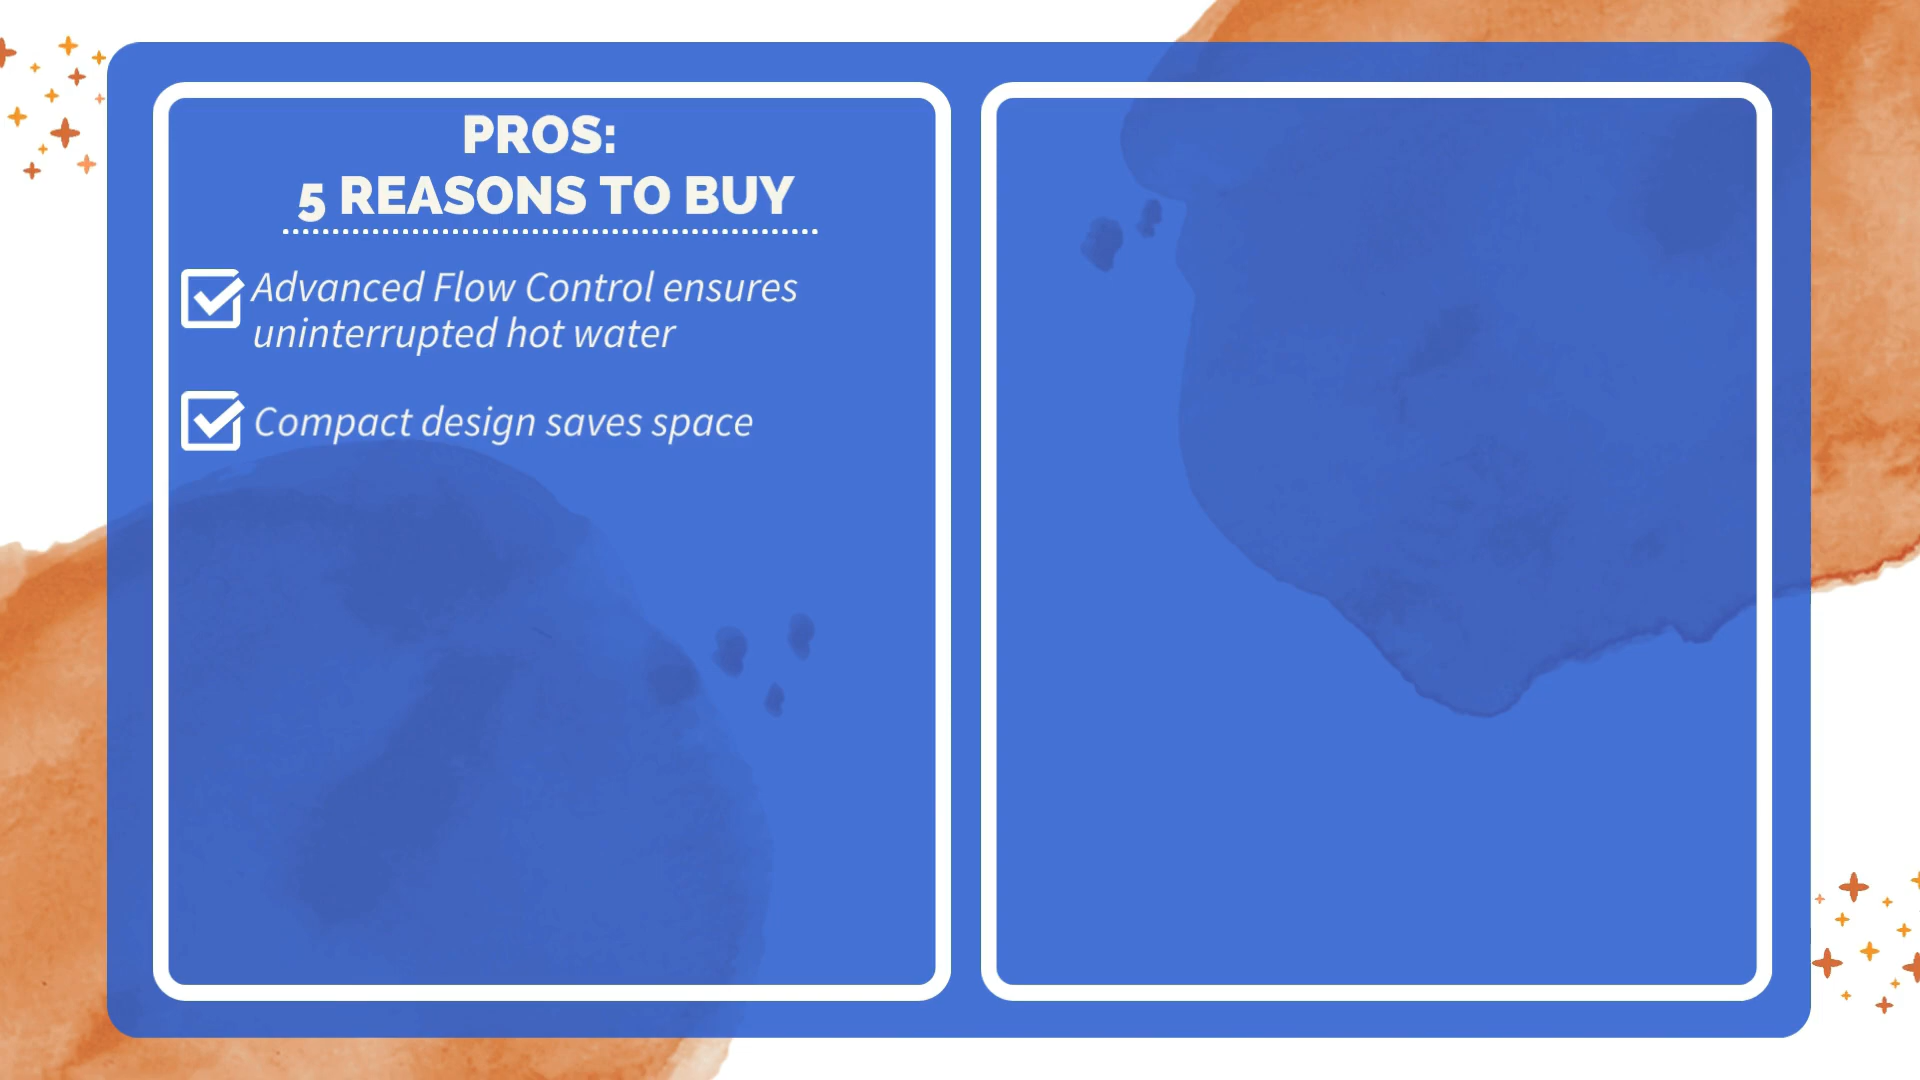 PROS:
5 REASONS TO BUY
Advanced Flow Control ensures
uninterrupted hot water
Compact design saves space